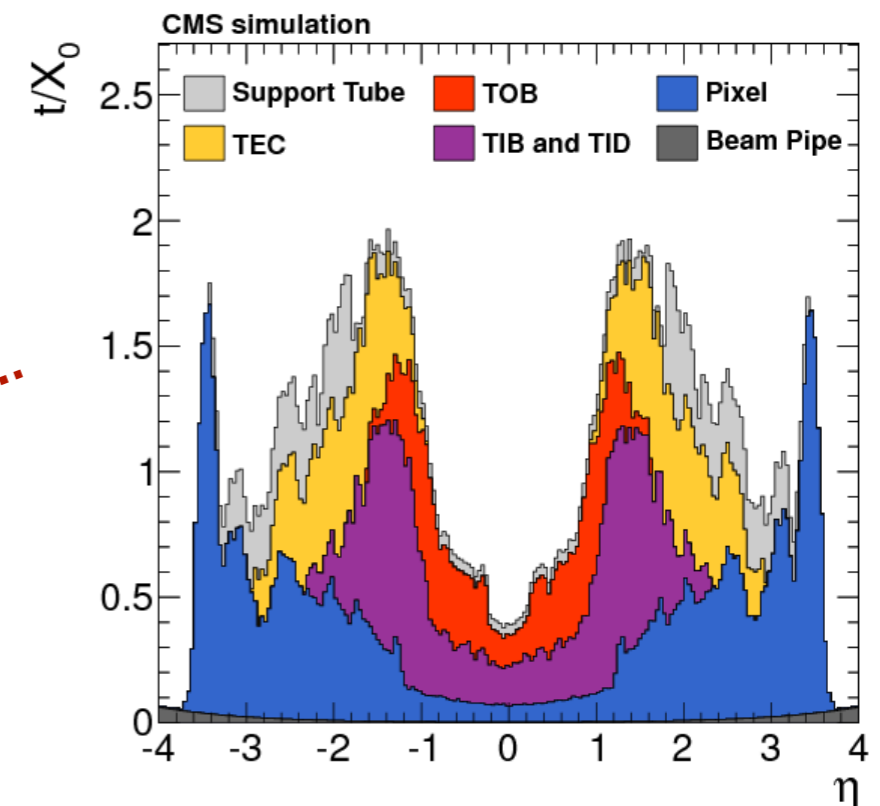 CMS simulation
t/X0
2.5
2
1.5
1
0.5
0
Support Tube
TOB
Pixel
TEC
TIB and TID
Beam Pipe
-4 -3 -2 -1 0 1 2 3 4
η